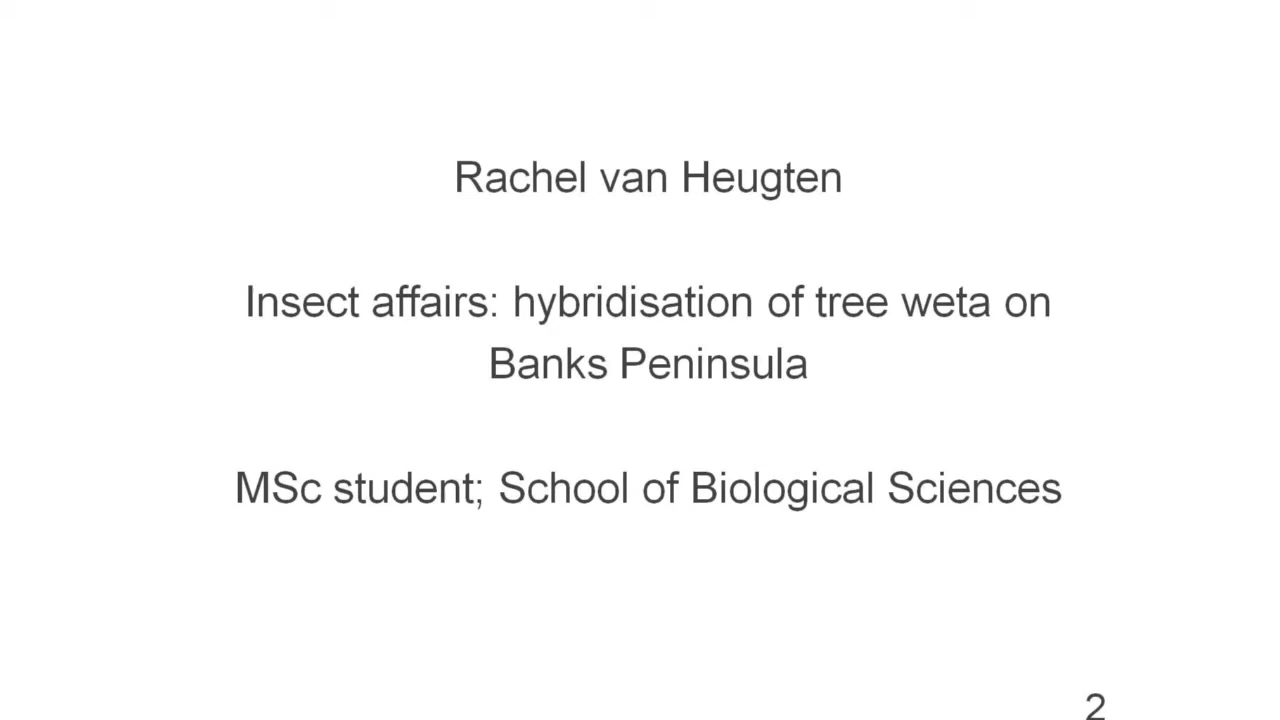 Rachel van Heugten
Insect affairs: hybridisation of tree weta on
Banks Peninsula
MSc student; School of Biological Sciences
2